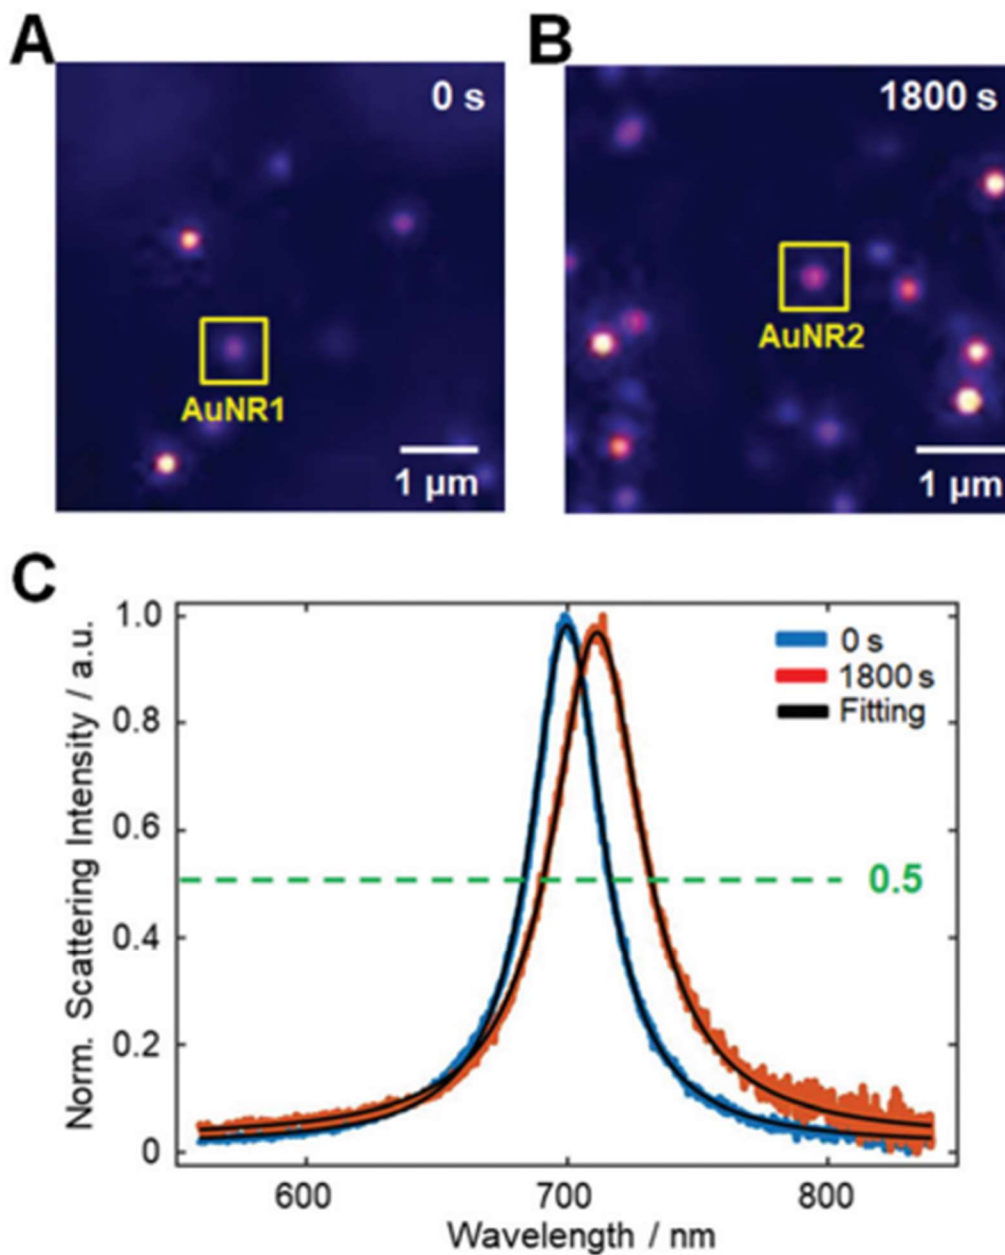 A
B
0 s
1800 s
AuNR1
AuNR2
1 μm
1 μm
C
1.0
0.8
0.6
0.4
0.2
0
0 s
1800 s
Fitting
0.5
600
700
800
Norm. Scattering Intensity / a.u.
Wavelength / nm